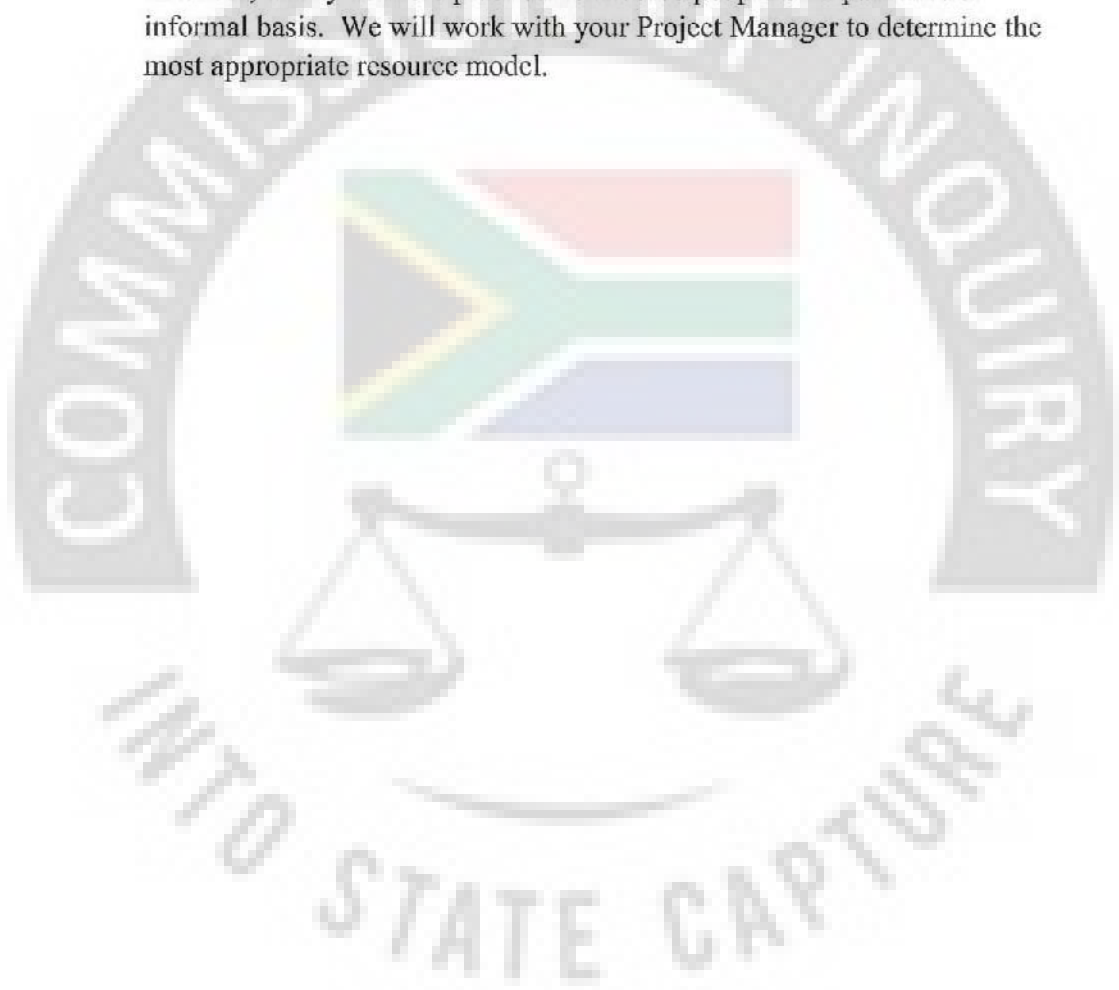 informal basis. We will work with your Project Manager to determine the
most appropriate resource model.
COMMISSION OF INQUIRY
INTO STATE CAPTURE